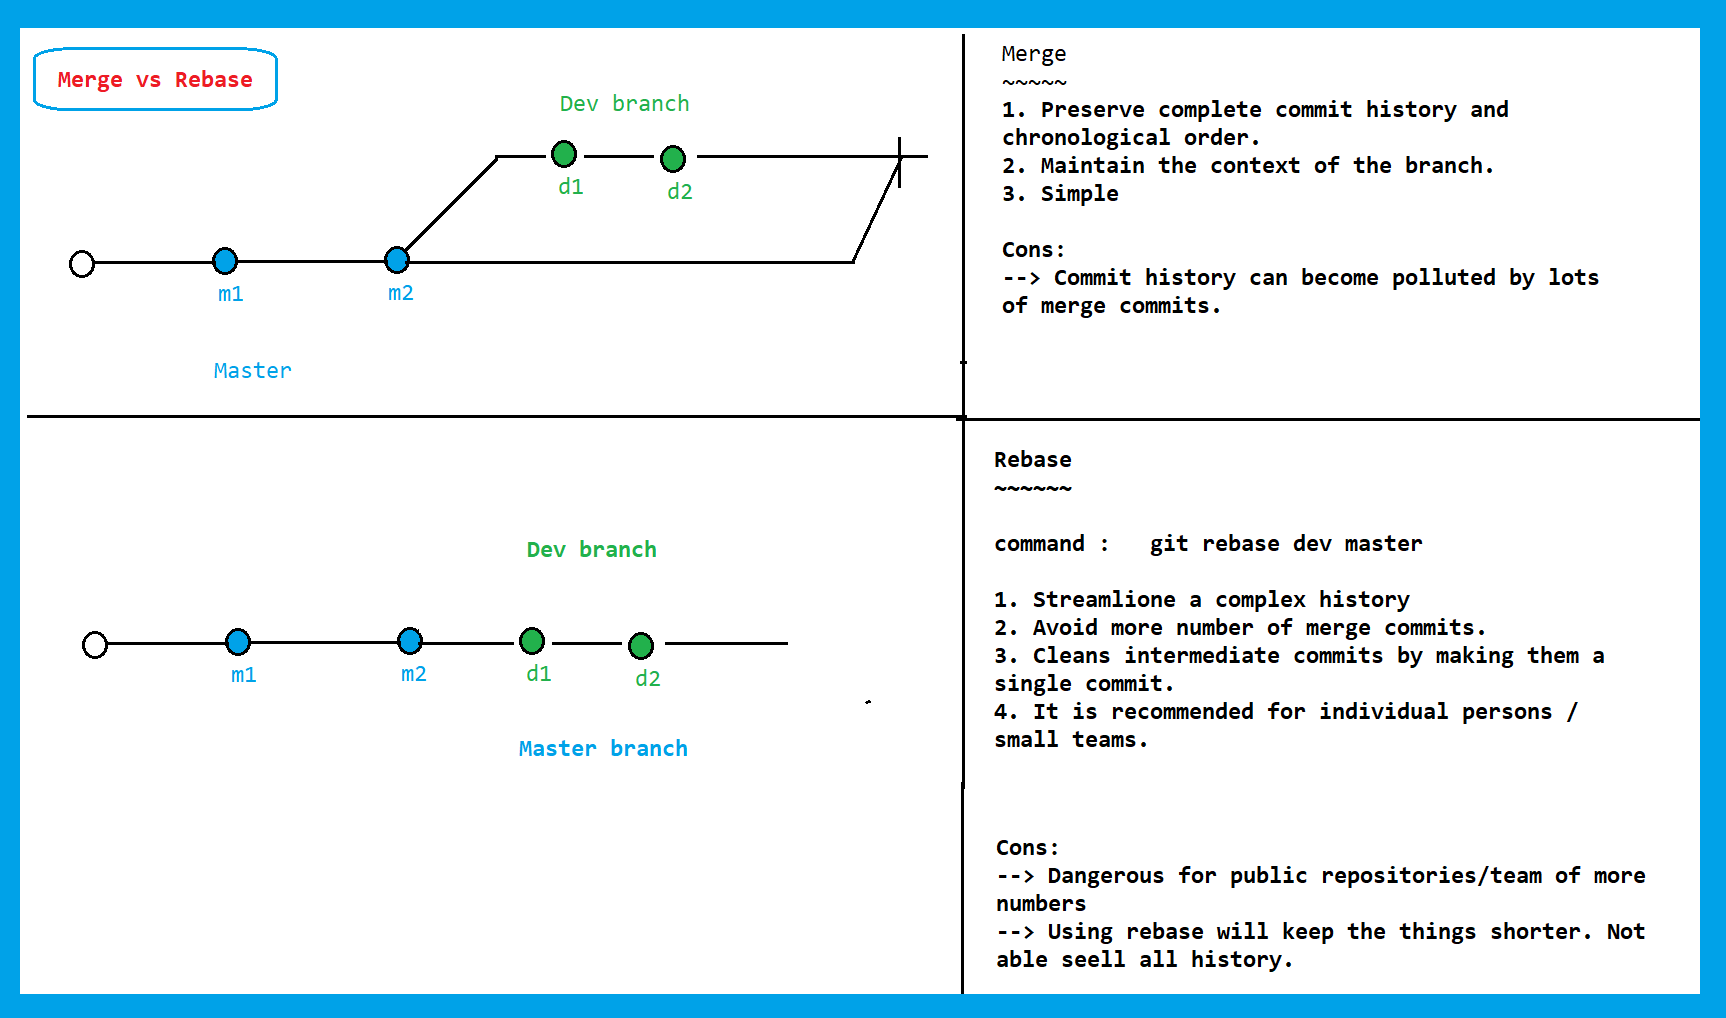 Merge vs Rebase
Dev branch
d1
d2
m1
m2
Master
Merge
~~~~~
1. Preserve complete commit history and
chronological order.
2. Maintain the context of the branch.
3. Simple
Cons:
--> Commit history can become polluted by lots
of merge commits.
Dev branch
m1
m2
d1
d2
Master branch
Rebase
~~~~~~
command :   git rebase dev master
1. Streamlione a complex history
2. Avoid more number of merge commits.
3. Cleans intermediate commits by making them a
single commit.
4. It is recommended for individual persons /
small teams.
Cons:
--> Dangerous for public repositories/team of more
numbers
--> Using rebase will keep the things shorter. Not
able seell all history.